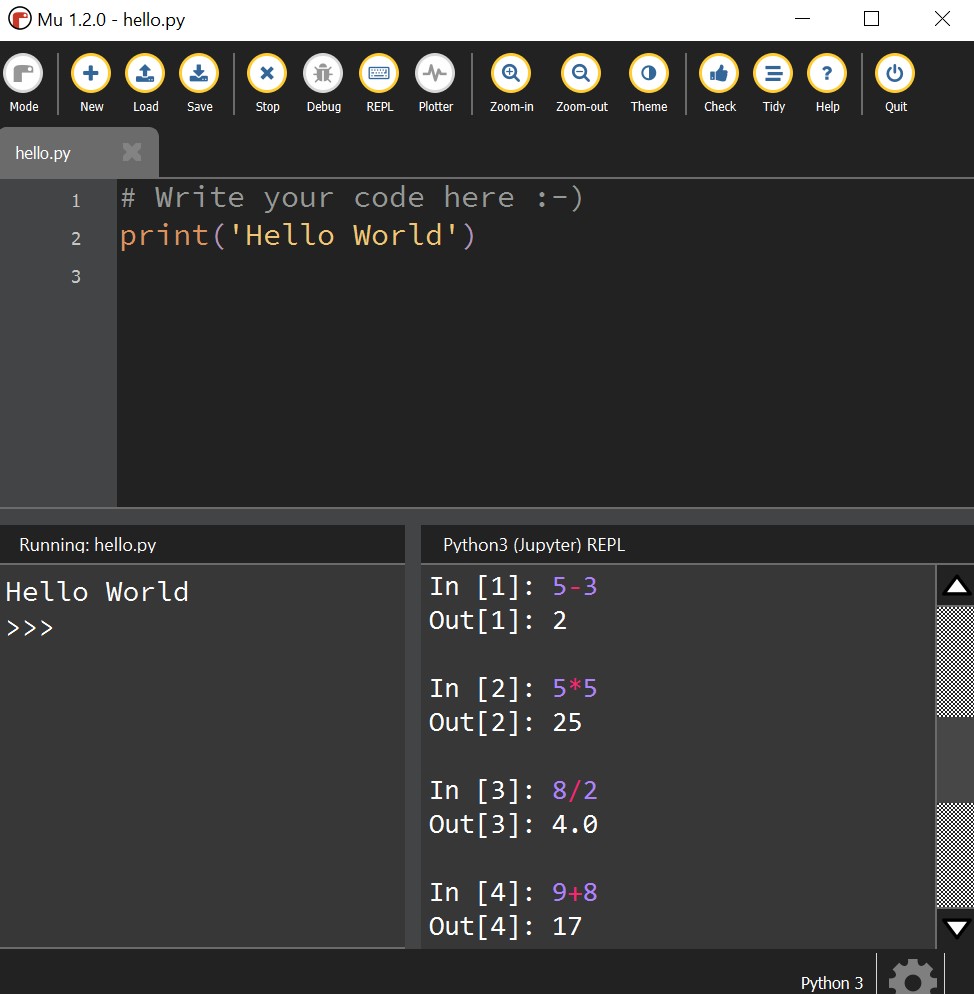 Mu 1.2.0 - hello.py
Mode New Load Save Stop Debug REPL Plotter Zoom-in Zoom-out Theme Check Tidy Help Quit
hello.py
1 # Write your code here :-)
2 print('Hello World')
3
Running: hello.py
Hello World
>>>
Python3 (Jupyter) REPL
In [1]: 5-3
Out[1]: 2
In [2]: 5*5
Out[2]: 25
In [3]: 8/2
Out[3]: 4.0
In [4]: 9+8
Out[4]: 17
Python 3